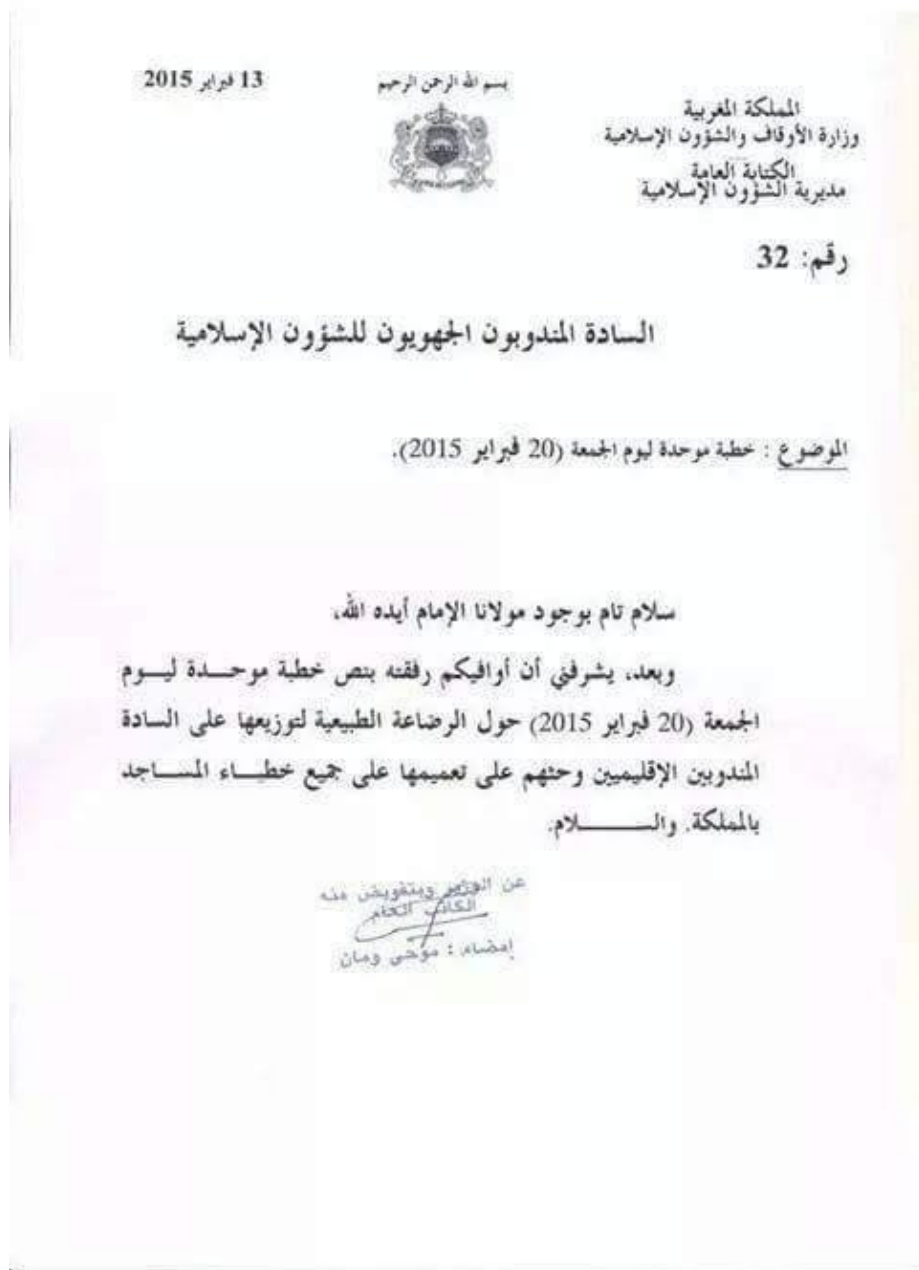 13 فبراير 2015
بسم الله الرحمن الرحيم
المملكة المغربية
وزارة الأوقاف والشؤون الإسلامية
الكتابة العامة
مديرية الشؤون الإسلامية
رقم: 32
السادة المندوبون الجهويون للشؤون الإسلامية
الموضوع : خطبة موحدة ليوم الجمعة (20 فبراير 2015).
سلام تام بوجود مولانا الإمام أيده الله،
وبعد، يشرفني أن أوافيكم رفقته بنص خطبة موحـــدة ليـــوم
الجمعة (20 فبراير 2015) حول الرضاعة الطبيعية لتوزيعها على السادة
المندوبين الإقليميين وحثهم على تعميمها على جميع خطبـــاء المســـاجد
بالمملكة. والســــــــلام.
عن الوزير وبتفويض منه
الكاتب العام
إمضاء : موحى ومان